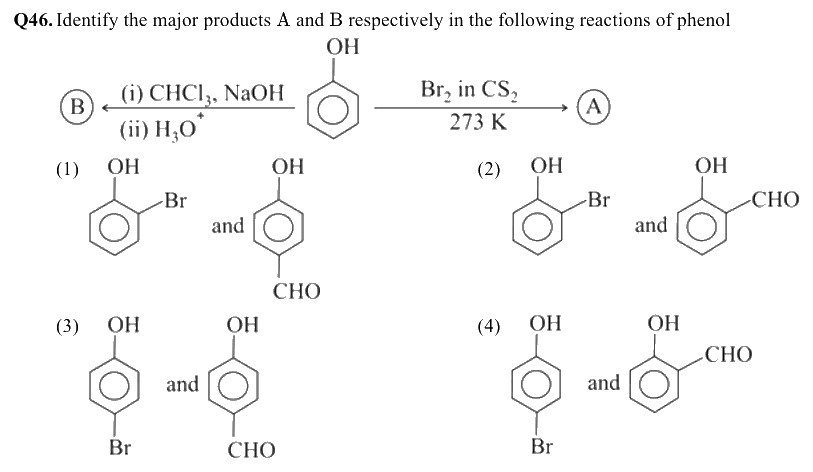 Q46. Identify the major products A and B respectively in the following reactions of phenol
OH
B (i) CHCl₃, NaOH Br₂ in CS₂ A
(ii) H₃O⁺ 273 K
(1) OH OH (2) OH OH
Br Br CHO
and and
CHO
(3) OH OH (4) OH OH
CHO
and and
Br CHO Br